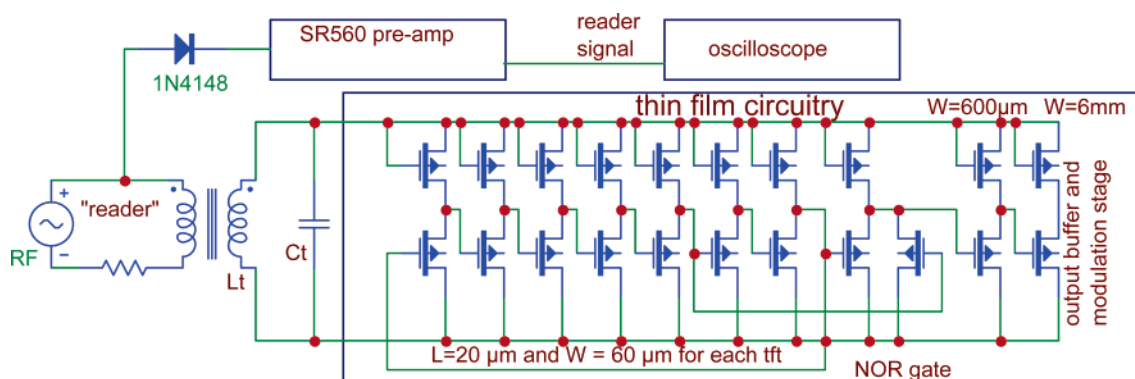 SR560 pre-amp
reader
signal
oscilloscope
1N4148
thin film circuitry
W=600µm
W=6mm
+
"reader"
RF
−
Lt
Ct
output buffer and
modulation stage
L=20 µm and W = 60 µm for each tft
NOR gate